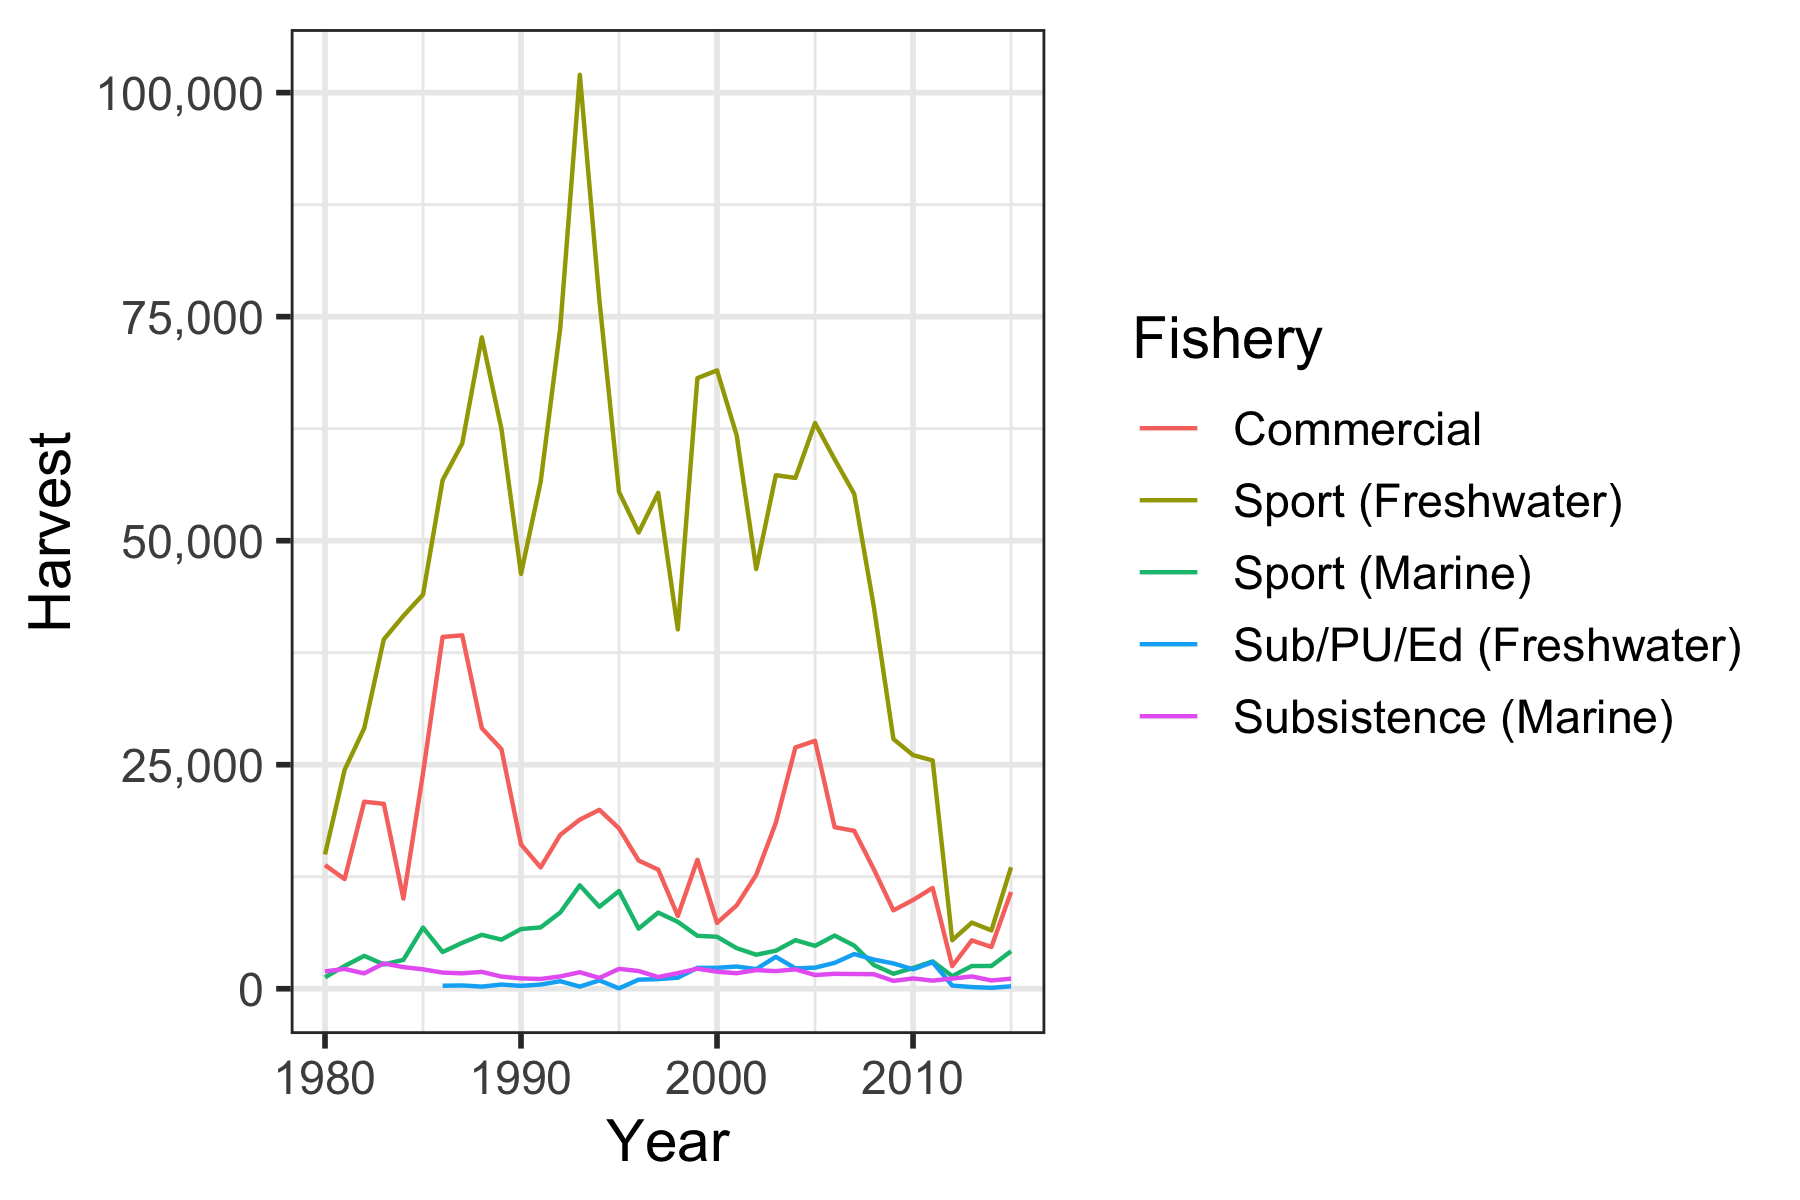 100,000
75,000
50,000
25,000
0
Harvest
1980 1990 2000 2010
Year
Fishery
Commercial
Sport (Freshwater)
Sport (Marine)
Sub/PU/Ed (Freshwater)
Subsistence (Marine)